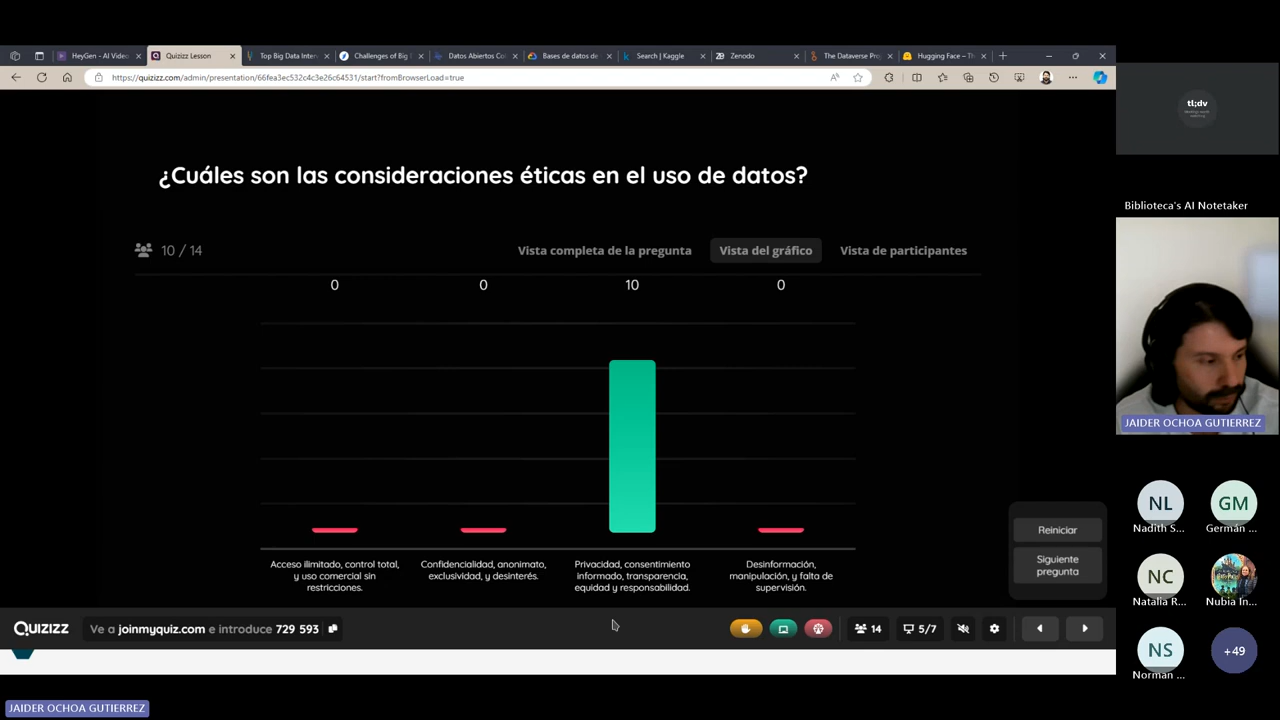 HeyGen - AI Video
Quizizz Lesson
Top Big Data Inter
Challenges of Big
Datos Abiertos Co
Bases de datos de
Search | Kaggle
Zenodo
The Dataverse Pro
Hugging Face – Th
https://quizizz.com/admin/presentation/66fea3ec532c4c3e26c64531/start?fromBrowserLoad=true
¿Cuáles son las consideraciones éticas en el uso de datos?
10 / 14
Vista completa de la pregunta
Vista del gráfico
Vista de participantes
0
0
10
0
Acceso ilimitado, control total,
y uso comercial sin
restricciones.
Confidencialidad, anonimato,
exclusividad, y desinterés.
Privacidad, consentimiento
informado, transparencia,
equidad y responsabilidad.
Desinformación,
manipulación, y falta de
supervisión.
Reiniciar
Siguiente
pregunta
QUIZIZZ
Ve a joinmyquiz.com e introduce 729 593
14
5/7
tl;dv
Biblioteca's AI Notetaker
JAIDER OCHOA GUTIERREZ
NL
Nadith S...
GM
Germán ...
NC
Natalia R...
Nubia In...
NS
Norman ...
+49
JAIDER OCHOA GUTIERREZ